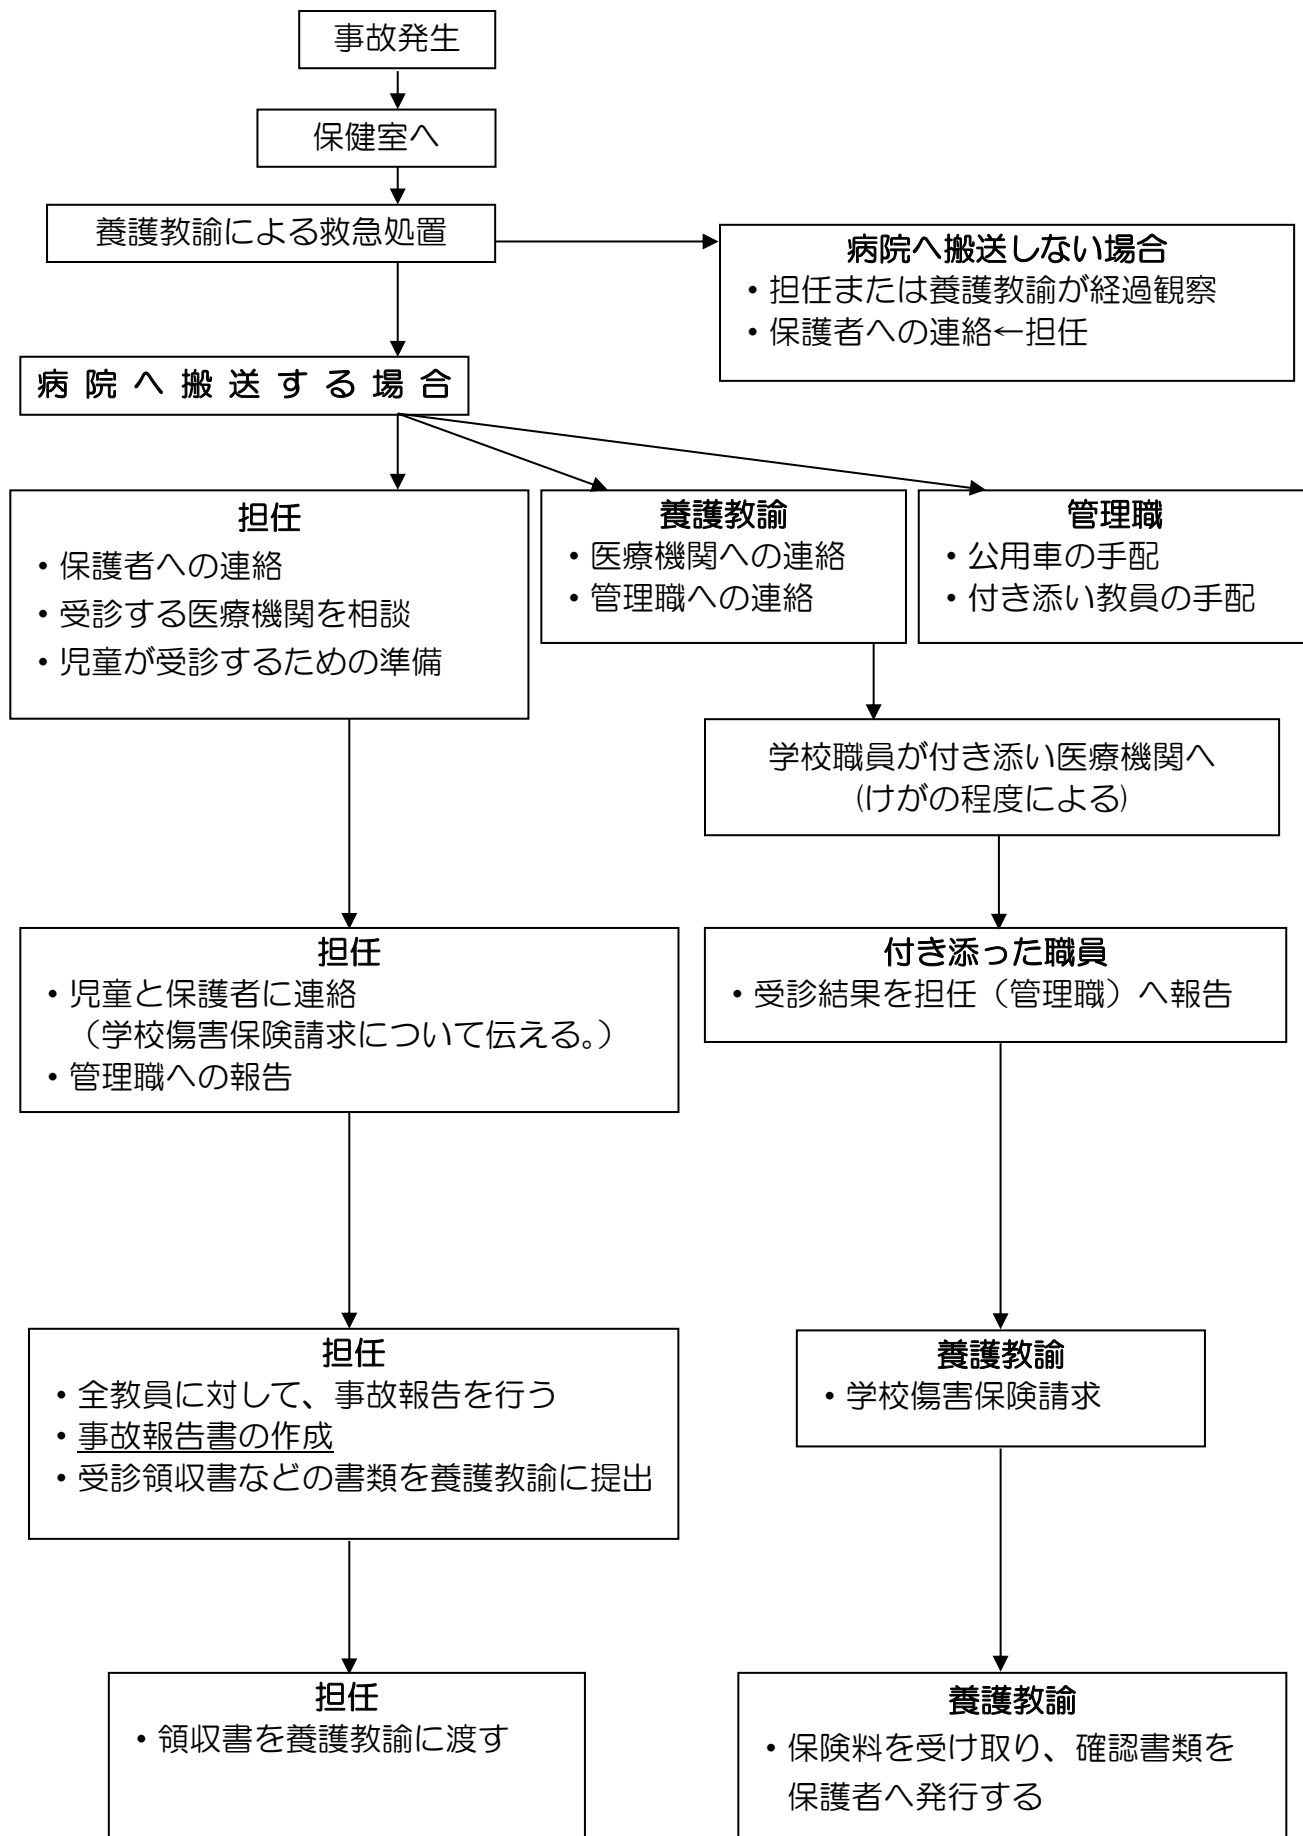 事故発生
保健室へ
養護教諭による救急処置
病院へ搬送しない場合
・担任または養護教諭が経過観察
・保護者への連絡←担任
病院へ搬送する場合
担任
・保護者への連絡
・受診する医療機関を相談
・児童が受診するための準備
養護教諭
・医療機関への連絡
・管理職への連絡
管理職
・公用車の手配
・付き添い教員の手配
学校職員が付き添い医療機関へ
(けがの程度による)
担任
・児童と保護者に連絡
（学校傷害保険請求について伝える。）
・管理職への報告
付き添った職員
・受診結果を担任（管理職）へ報告
担任
・全教員に対して、事故報告を行う
・事故報告書の作成
・受診領収書などの書類を養護教諭に提出
養護教諭
・学校傷害保険請求
担任
・領収書を養護教諭に渡す
養護教諭
・保険料を受け取り、確認書類を
保護者へ発行する